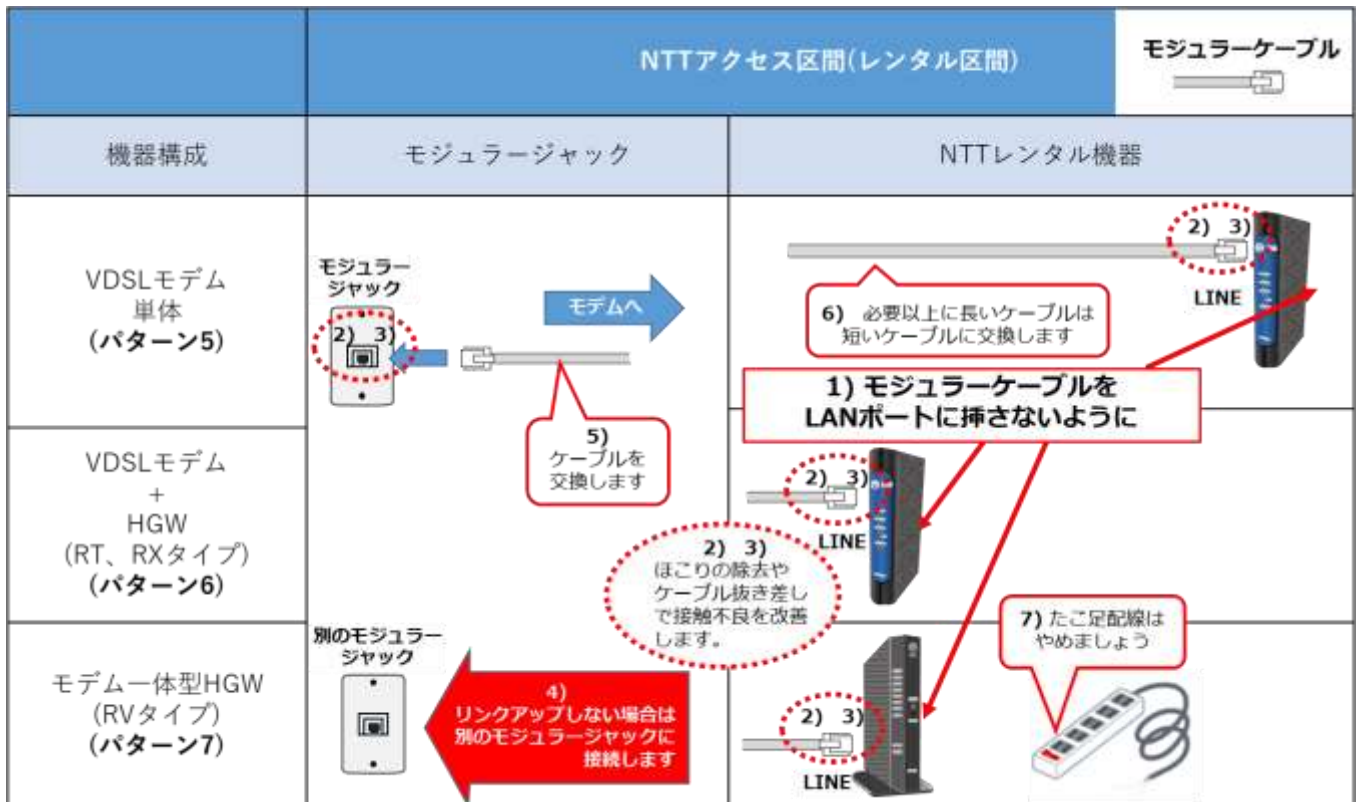 NTTアクセス区間(レンタル区間)
モジュラーケーブル
機器構成
モジュラージャック
NTTレンタル機器
VDSLモデム
単体
(パターン5)
モジュラー
ジャック
2) 3)
モデムへ
5)
ケーブルを
交換します
2) 3)
LINE
6) 必要以上に長いケーブルは
短いケーブルに交換します
1) モジュラーケーブルを
LANポートに挿さないように
VDSLモデム
+
HGW
(RT、RXタイプ)
(パターン6)
2) 3)
LINE
2) 3)
ほこりの除去や
ケーブル抜き差し
で接触不良を改善
します。
モデム一体型HGW
(RVタイプ)
(パターン7)
別のモジュラー
ジャック
4)
リンクアップしない場合は
別のモジュラージャックに
接続します
2) 3)
LINE
7) たこ足配線は
やめましょう